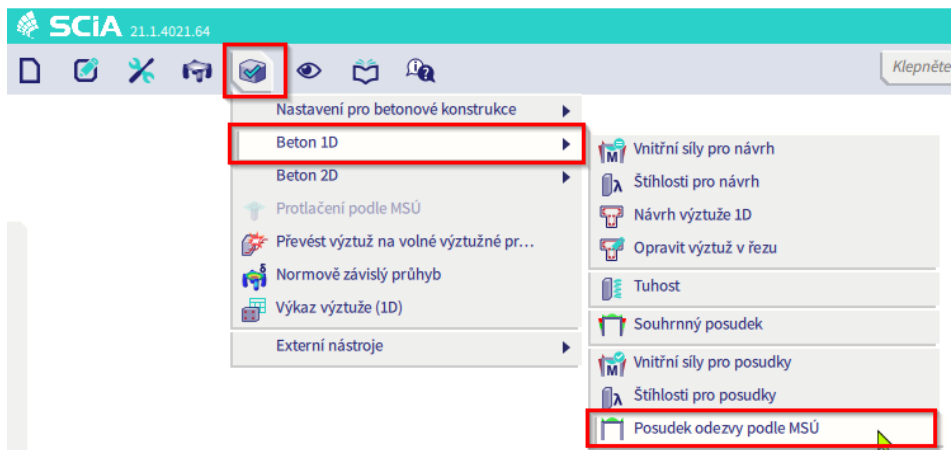 SCiA 21.1.4021.64
Klepněte
Nastavení pro betonové konstrukce
Beton 1D
Beton 2D
Protlačení podle MSÚ
Převést výztuž na volné výztužné pr...
Normově závislý průhyb
Výkaz výztuže (1D)
Externí nástroje
Vnitřní síly pro návrh
Štíhlosti pro návrh
Návrh výztuže 1D
Opravit výztuž v řezu
Tuhost
Souhrnný posudek
Vnitřní síly pro posudky
Štíhlosti pro posudky
Posudek odezvy podle MSÚ